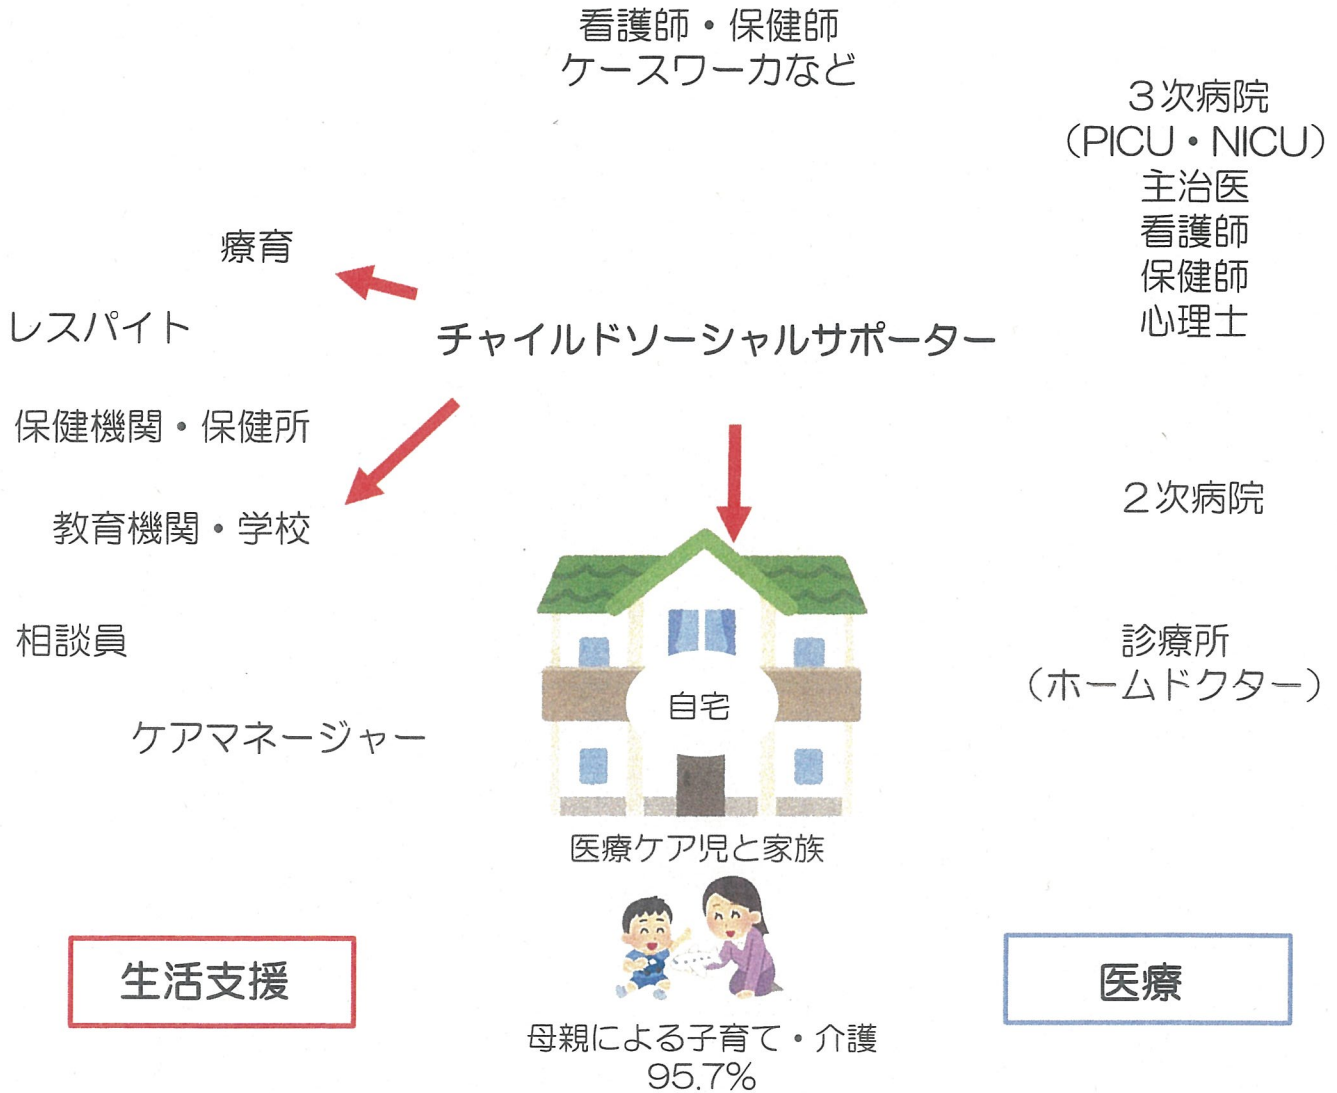 看護師・保健師
ケースワーカなど
3次病院
（PICU・NICU）
主治医
看護師
保健師
心理士
療育
レスパイト
チャイルドソーシャルサポーター
保健機関・保健所
2次病院
教育機関・学校
相談員
診療所
（ホームドクター）
自宅
ケアマネージャー
医療ケア児と家族
生活支援
医療
母親による子育て・介護
95.7%